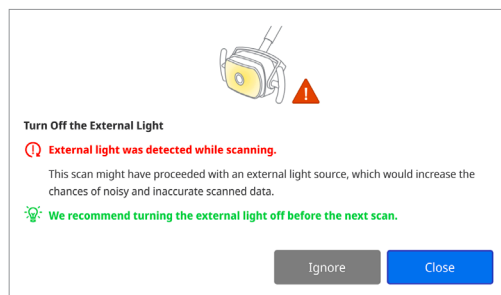 Turn Off the External Light
External light was detected while scanning.
This scan might have proceeded with an external light source, which would increase the
chances of noisy and inaccurate scanned data.
We recommend turning the external light off before the next scan.
Ignore
Close